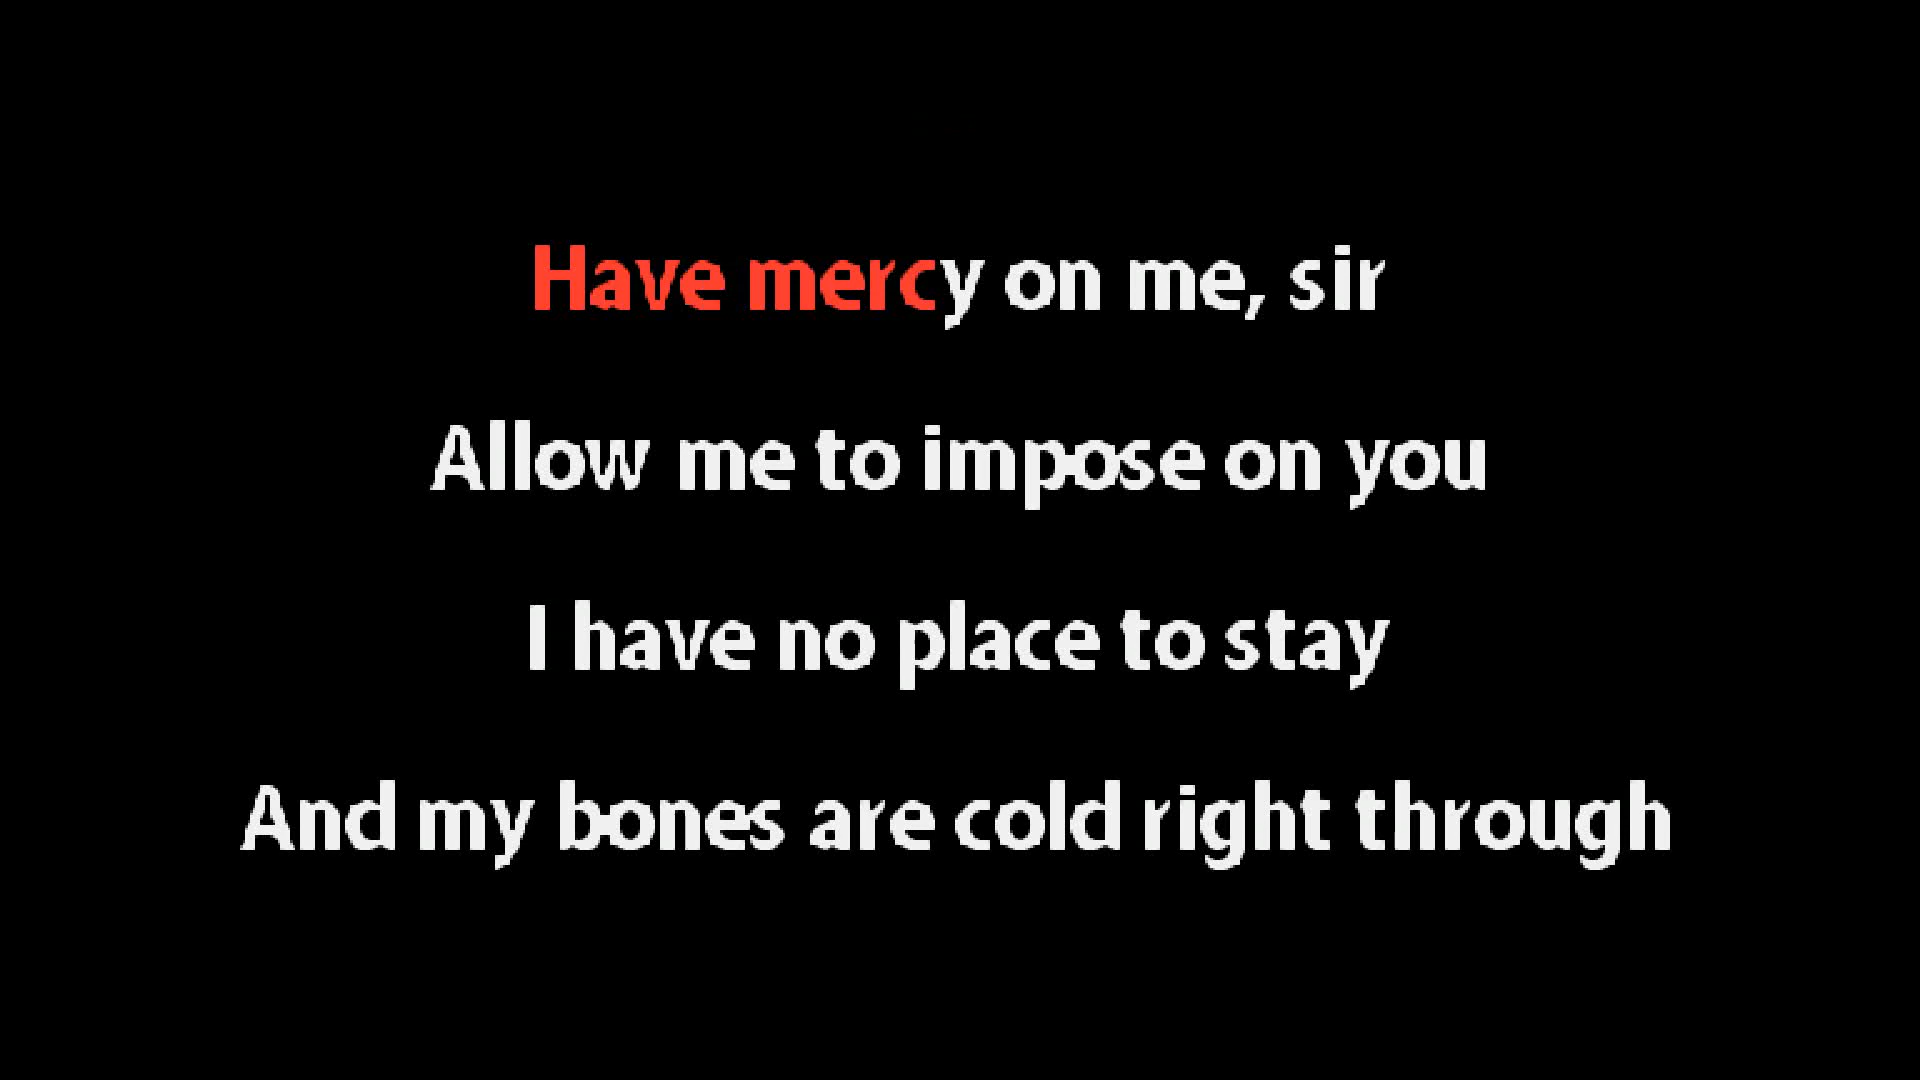 Have mercy on me, sir
Allow me to impose on you
I have no place to stay
And my bones are cold right through